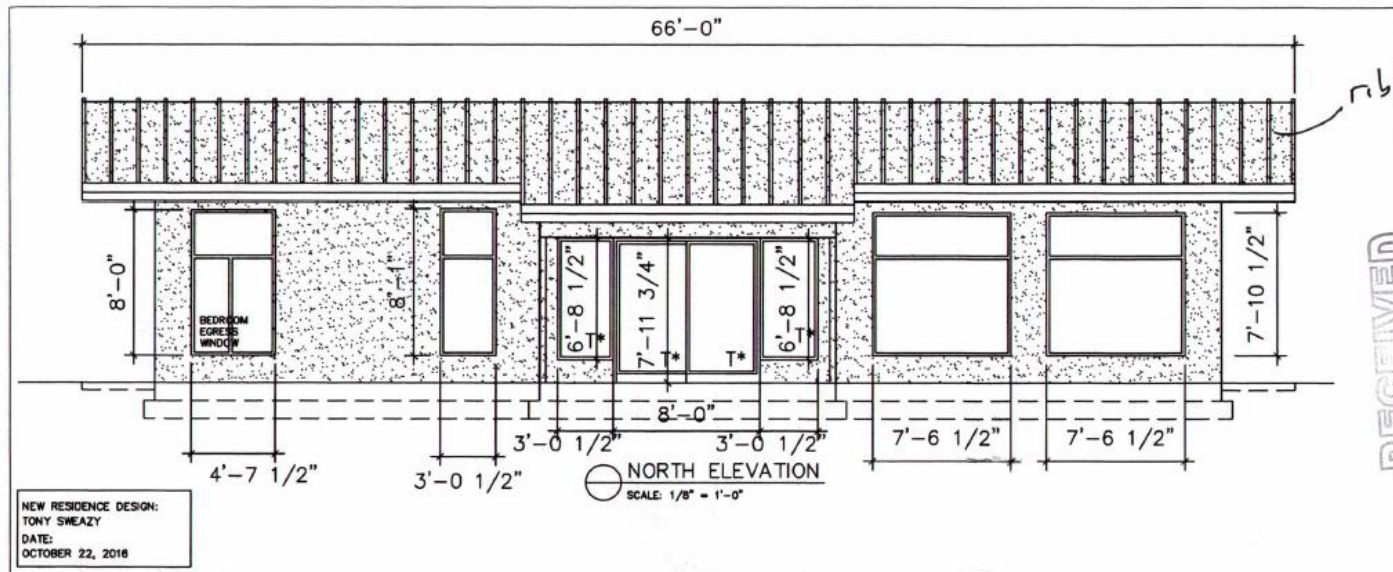 66'-0"
rib
8'-0"
BEDROOM
EGRESS
WINDOW
8'-1"
6'-8 1/2"
T*
7'-11 3/4"
T*
T*
6'-8 1/2"
T*
7'-10 1/2"
RECEIVED
8'-0"
4'-7 1/2"
3'-0 1/2"
3'-0 1/2"
3'-0 1/2"
7'-6 1/2"
7'-6 1/2"
NORTH ELEVATION
SCALE: 1/8" = 1'-0"
NEW RESIDENCE DESIGN:
TONY SWEAZY
DATE:
OCTOBER 22, 2016